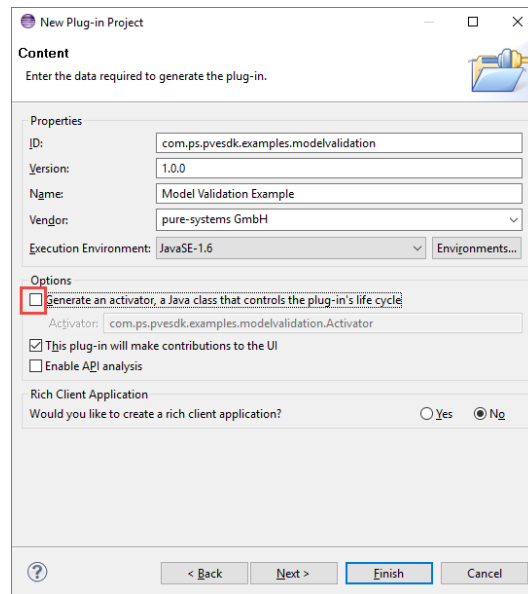 New Plug-in Project
Content
Enter the data required to generate the plug-in.
Properties
ID: com.ps.pvesdk.examples.modelvalidation
Version: 1.0.0
Name: Model Validation Example
Vendor: pure-systems GmbH
Execution Environment: JavaSE-1.6 Environments...
Options
Generate an activator, a Java class that controls the plug-in's life cycle
Activator: com.ps.pvesdk.examples.modelvalidation.Activator
This plug-in will make contributions to the UI
Enable API analysis
Rich Client Application
Would you like to create a rich client application? Yes No
? < Back Next > Finish Cancel